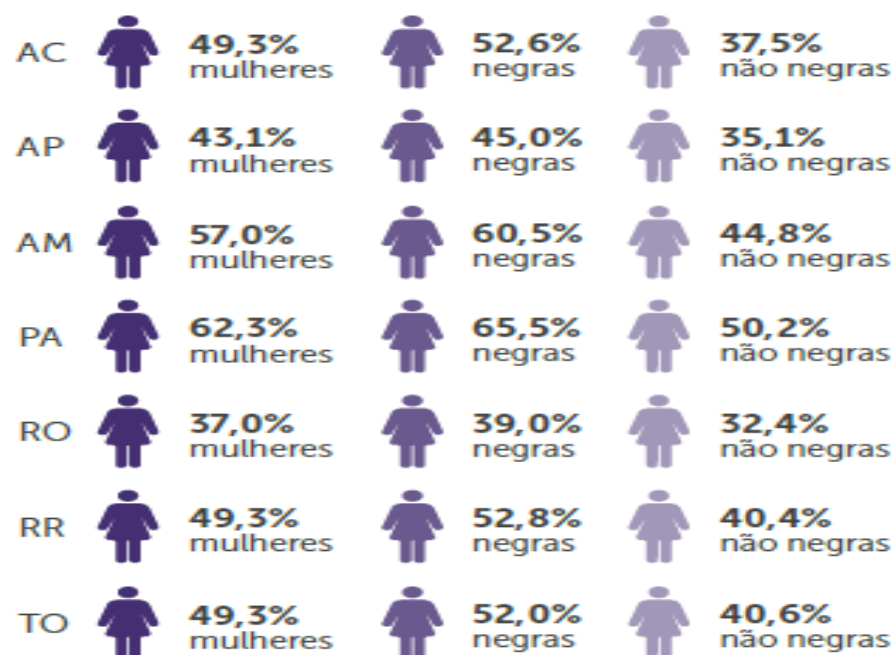 AC 49,3% 52,6% 37,5%
mulheres negras não negras
AP 43,1% 45,0% 35,1%
mulheres negras não negras
AM 57,0% 60,5% 44,8%
mulheres negras não negras
PA 62,3% 65,5% 50,2%
mulheres negras não negras
RO 37,0% 39,0% 32,4%
mulheres negras não negras
RR 49,3% 52,8% 40,4%
mulheres negras não negras
TO 49,3% 52,0% 40,6%
mulheres negras não negras